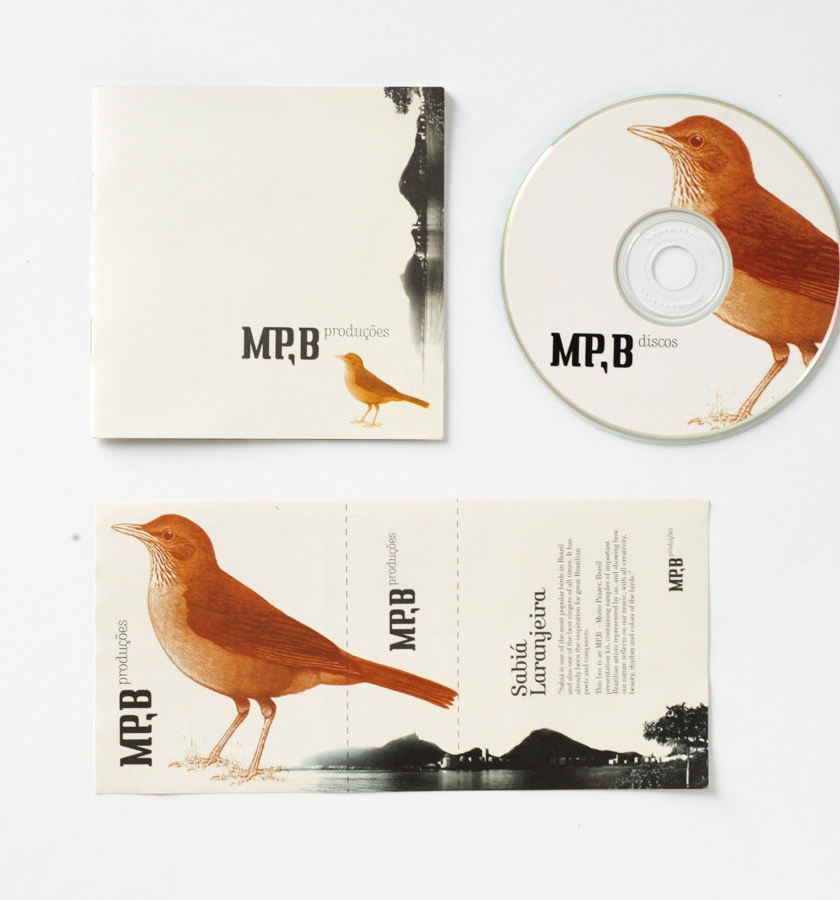 MP,B produções
MP,B discos
MP,B produções
MP,B produções
Sabiá
Laranjeira
"Sabiá is one of the most popular birds in Brazil
and also one of the best singers of all times. It has
already been the inspiration for great Brazilian
poets and composers.
This box is an MP,B - Muito Prazer, Brasil
presentation kit, containing samples of important
Brazilian artists represented by us, and showing how
our nature reflects on our music, with all creativity,
beauty, rhythm and colors of the birds."
MP,B produções